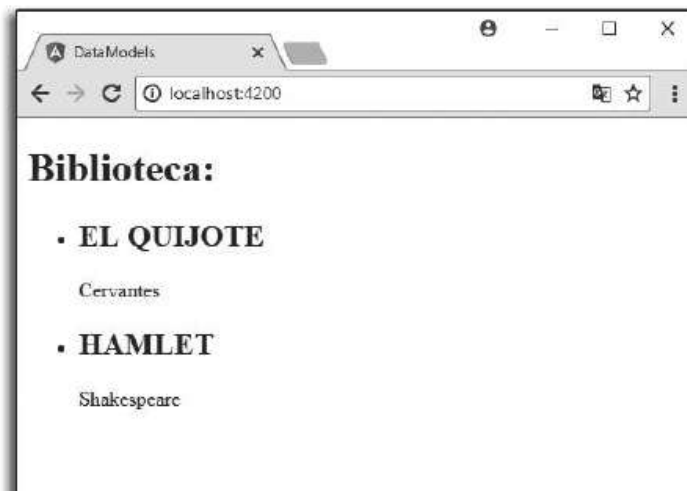 DataModels
localhost:4200
Biblioteca:
EL QUIJOTE
Cervantes
HAMLET
Shakespeare